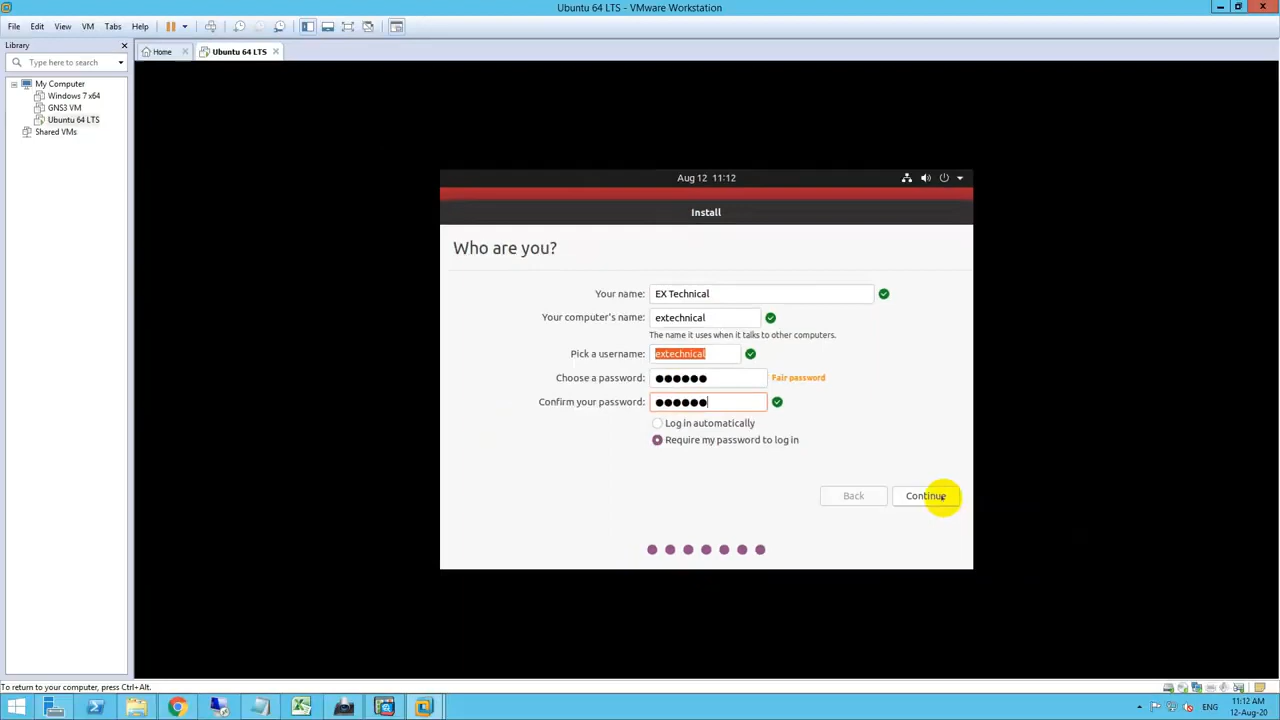 Ubuntu 64 LTS - VMware Workstation
File Edit View VM Tabs Help
Library
Home
Ubuntu 64 LTS
Type here to search
My Computer
Windows 7 x64
GNS3 VM
Ubuntu 64 LTS
Shared VMs
Aug 12 11:12
Install
Who are you?
Your name: EX Technical
Your computer's name: extechnical
The name it uses when it talks to other computers.
Pick a username: extechnical
Choose a password: ●●●●●● Fair password
Confirm your password: ●●●●●●
Log in automatically
Require my password to log in
Back Continue
To return to your computer, press Ctrl+Alt.
ENG
11:12 AM
12-Aug-20